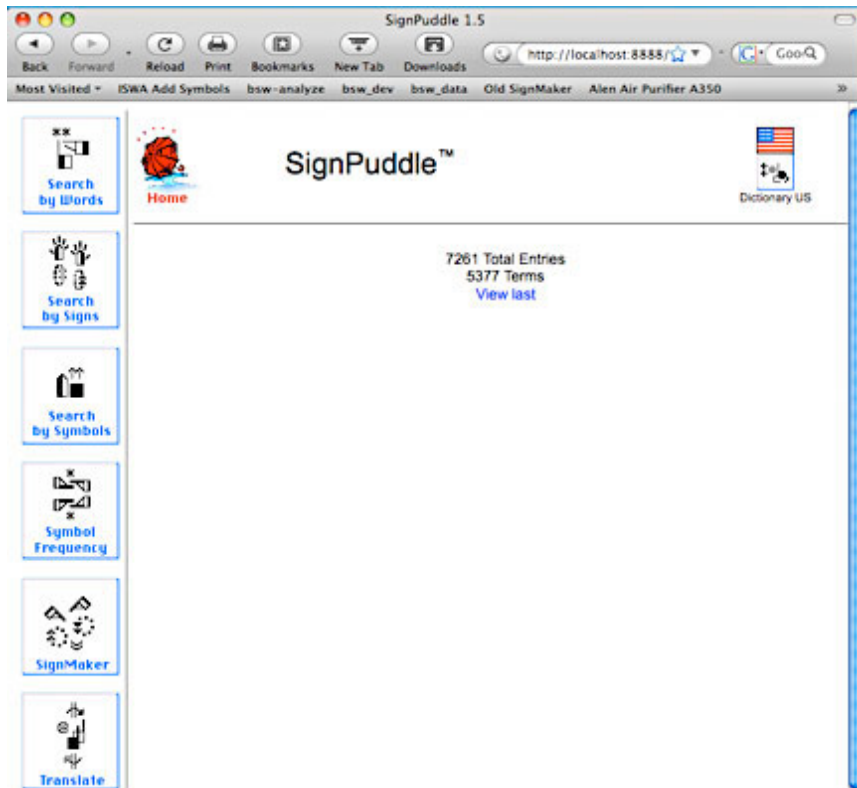 SignPuddle 1.5
Back Forward Reload Print Bookmarks New Tab Downloads http://localhost:8888/ Goo
Most Visited ISWA Add Symbols bsw-analyze bsw_dev bsw_data Old SignMaker Alen Air Purifier A350 »
Search
by Words
Home
SignPuddle™
Dictionary US
7261 Total Entries
5377 Terms
View last
Search
by Signs
Search
by Symbols
Symbol
Frequency
SignMaker
Translate